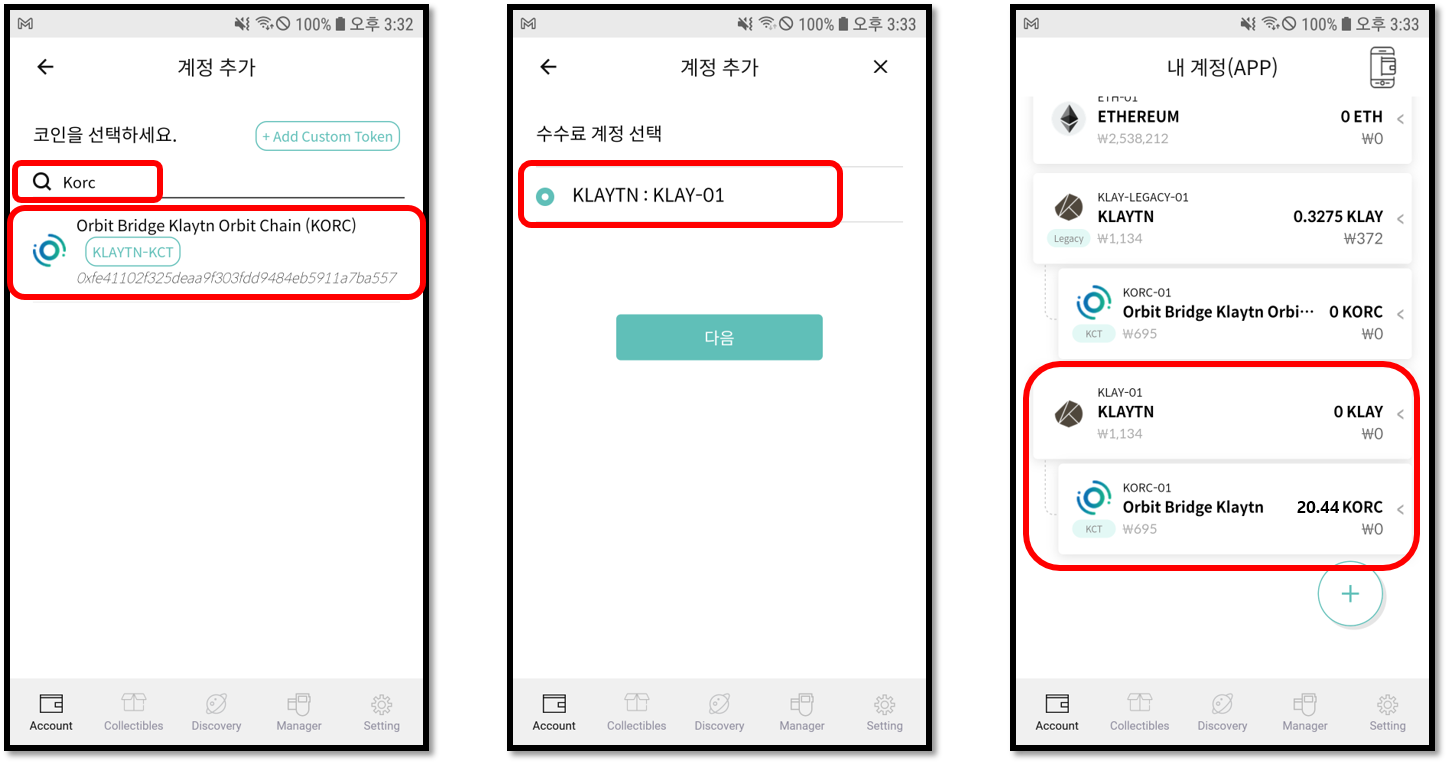 100% 오후 3:32
계정 추가
코인을 선택하세요.
+ Add Custom Token
Korc
Orbit Bridge Klaytn Orbit Chain (KORC)
KLAYTN-KCT
0xfe41102f325deaa9f303fdd9484eb5911a7ba557
Account
Collectibles
Discovery
Manager
Setting
100% 오후 3:33
계정 추가
수수료 계정 선택
KLAYTN : KLAY-01
다음
Account
Collectibles
Discovery
Manager
Setting
100% 오후 3:33
내 계정(APP)
ETH-01
ETHEREUM
0 ETH
₩2,538,212
₩0
KLAY-LEGACY-01
KLAYTN
0.3275 KLAY
Legacy
₩1,134
₩372
KORC-01
Orbit Bridge Klaytn Orbi···
0 KORC
KCT
₩695
₩0
KLAY-01
KLAYTN
0 KLAY
₩1,134
₩0
KORC-01
Orbit Bridge Klaytn
20.44 KORC
KCT
₩695
₩0
Account
Collectibles
Discovery
Manager
Setting